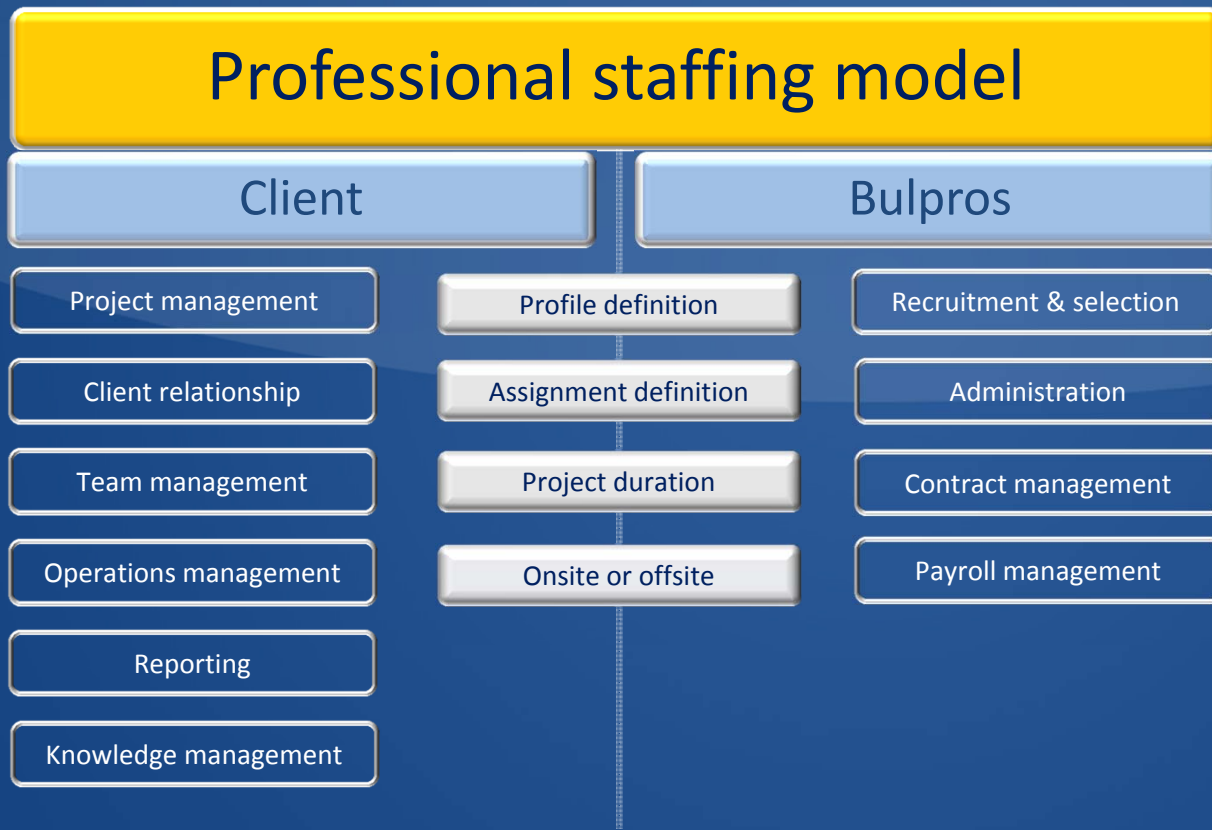 Professional staffing model
Client
Bulpros
Project management
Profile definition
Recruitment & selection
Client relationship
Assignment definition
Administration
Team management
Project duration
Contract management
Operations management
Onsite or offsite
Payroll management
Reporting
Knowledge management